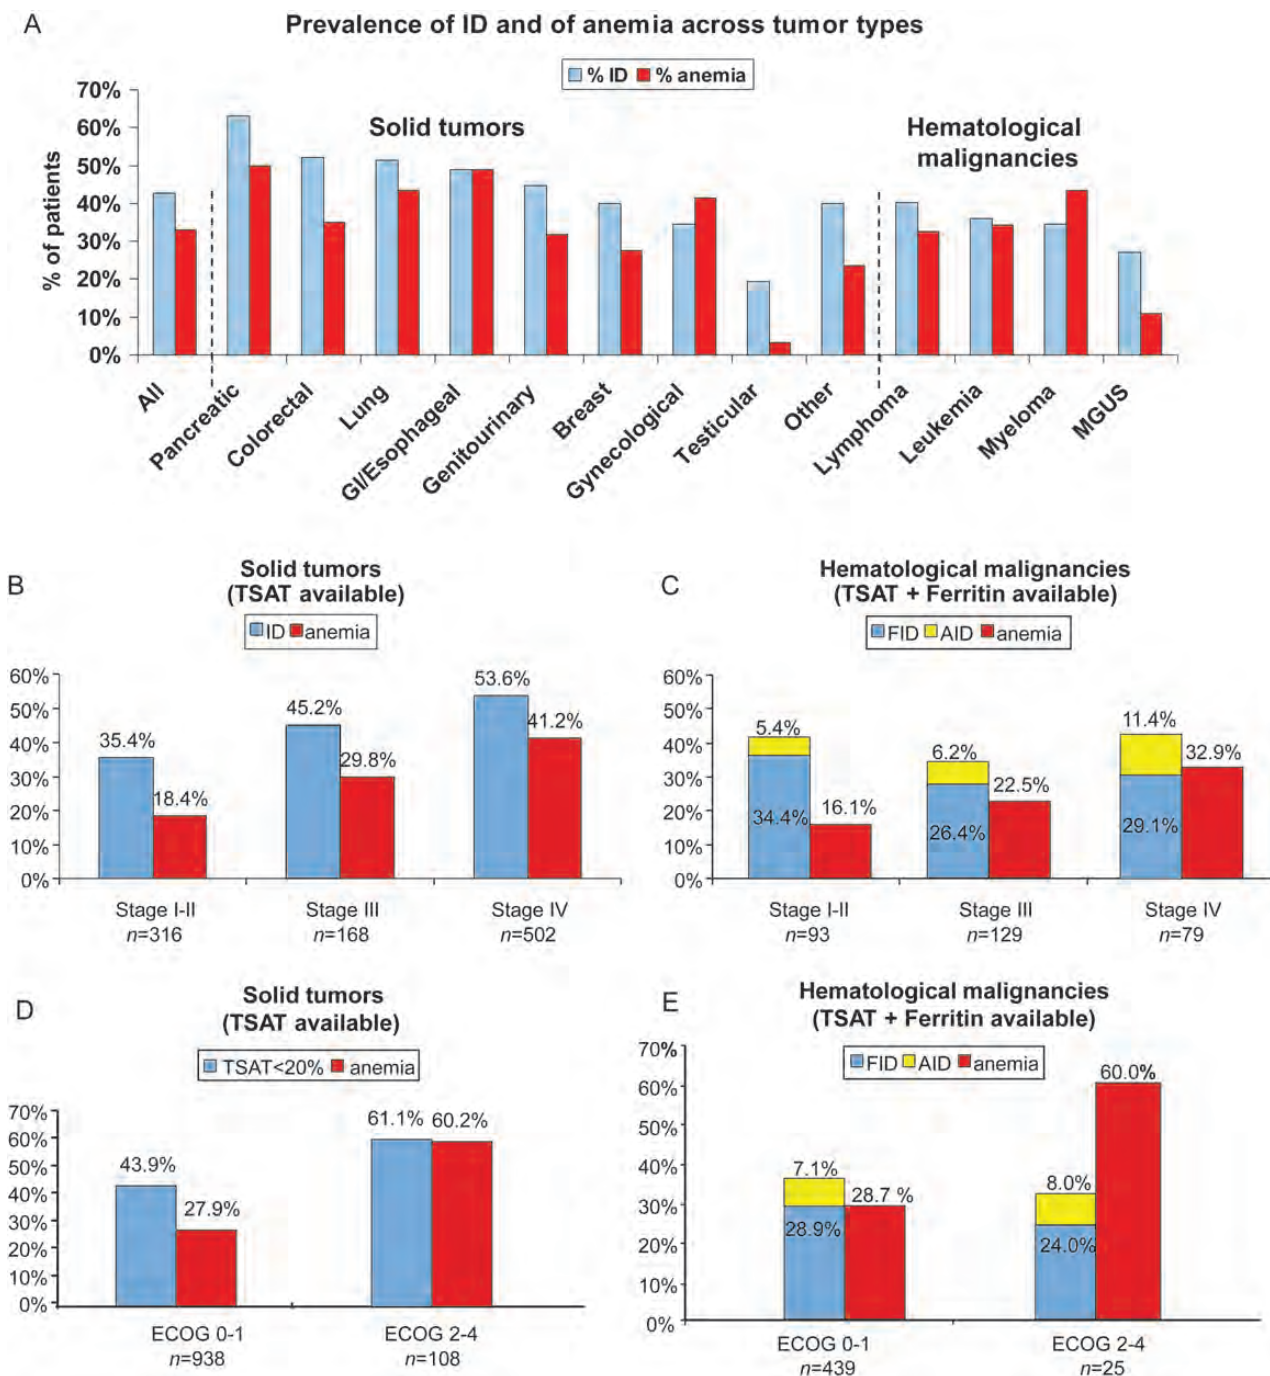 A
Prevalence of ID and of anemia across tumor types
% ID % anemia
Solid tumors
Hematological
malignancies
% of patients
70%
60%
50%
40%
30%
20%
10%
0%
All
Pancreatic
Colorectal
Lung
GI/Esophageal
Genitourinary
Breast
Gynecological
Testicular
Other
Lymphoma
Leukemia
Myeloma
MGUS
B
Solid tumors
(TSAT available)
ID anemia
60%
50%
40%
30%
20%
10%
0%
35.4%
18.4%
45.2%
29.8%
53.6%
41.2%
Stage I-II
n=316
Stage III
n=168
Stage IV
n=502
C
Hematological malignancies
(TSAT + Ferritin available)
FID AID anemia
60%
50%
40%
30%
20%
10%
0%
5.4%
34.4%
16.1%
6.2%
26.4%
22.5%
11.4%
29.1%
32.9%
Stage I-II
n=93
Stage III
n=129
Stage IV
n=79
D
Solid tumors
(TSAT available)
TSAT<20% anemia
70%
60%
50%
40%
30%
20%
10%
0%
43.9%
27.9%
61.1%
60.2%
ECOG 0-1
n=938
ECOG 2-4
n=108
E
Hematological malignancies
(TSAT + Ferritin available)
FID AID anemia
70%
60%
50%
40%
30%
20%
10%
0%
7.1%
28.9%
28.7 %
8.0%
24.0%
60.0%
ECOG 0-1
n=439
ECOG 2-4
n=25